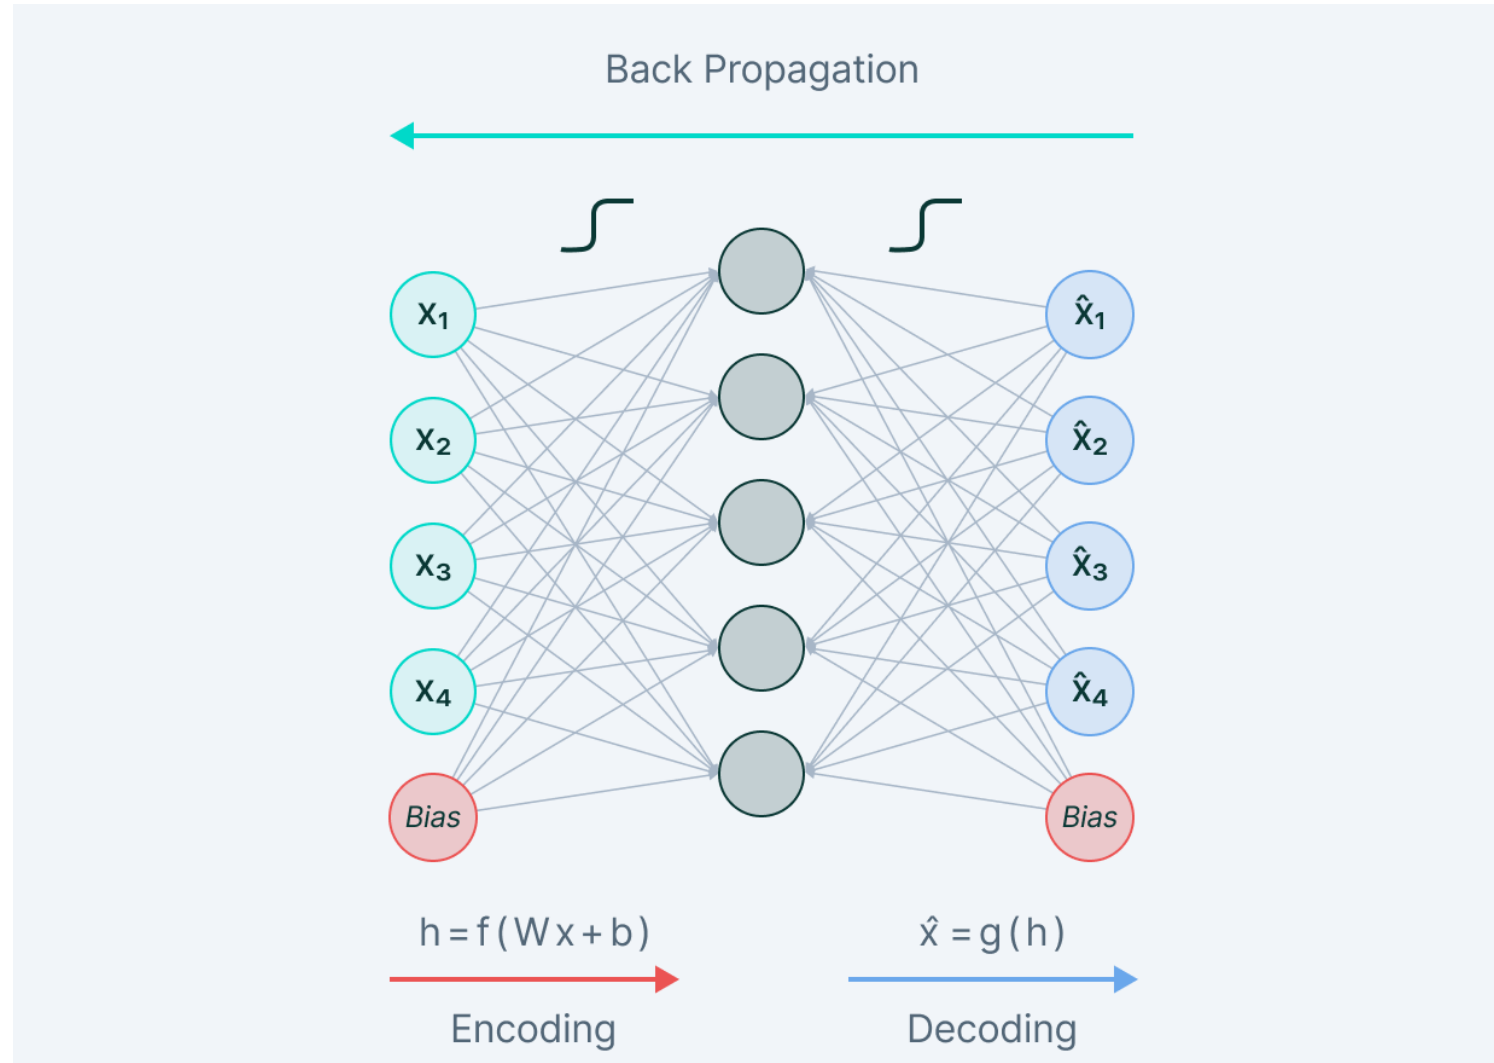 Back Propagation
x₁
x̂₁
x₂
x̂₂
x₃
x̂₃
x₄
x̂₄
Bias
Bias
h = f ( W x + b )
x̂ = g ( h )
Encoding
Decoding